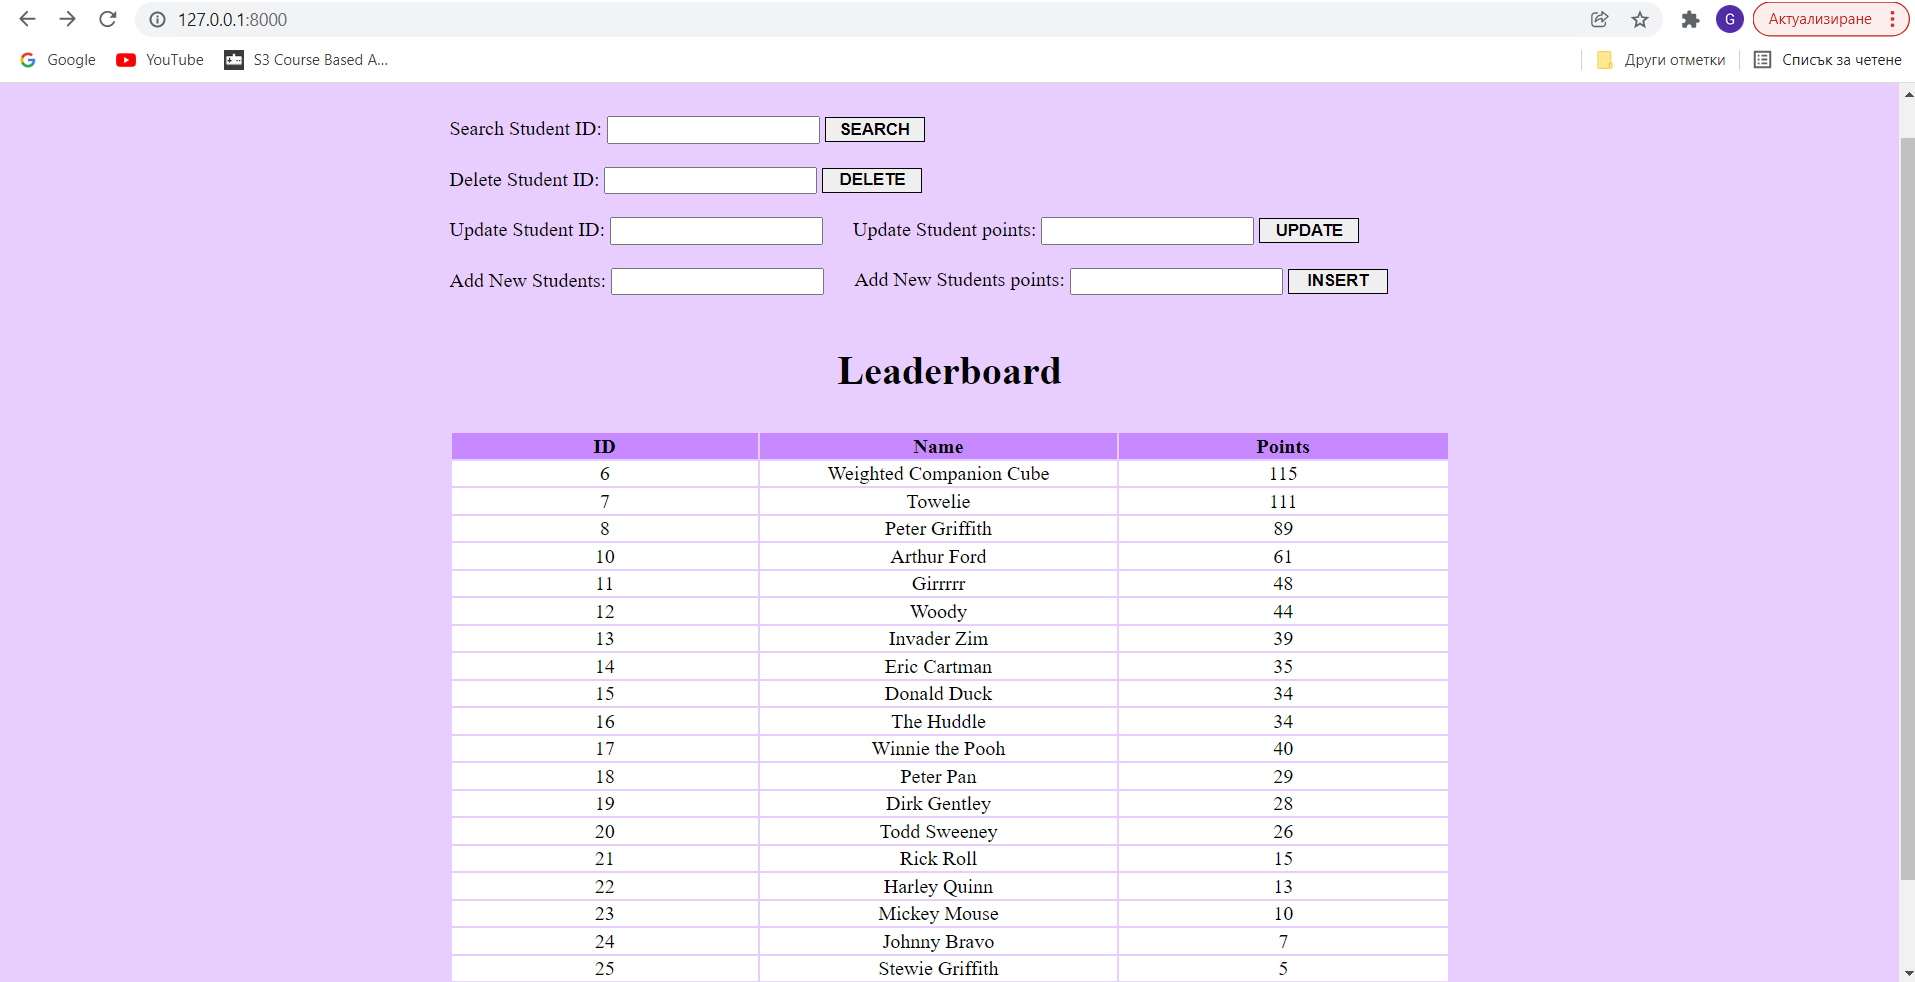 127.0.0.1:8000 G Актуализиране
Google YouTube S3 Course Based A... Други отметки Списък за четене
Search Student ID: SEARCH
Delete Student ID: DELETE
Update Student ID: Update Student points: UPDATE
Add New Students: Add New Students points: INSERT
Leaderboard
ID Name Points
6 Weighted Companion Cube 115
7 Towelie 111
8 Peter Griffith 89
10 Arthur Ford 61
11 Girrrrr 48
12 Woody 44
13 Invader Zim 39
14 Eric Cartman 35
15 Donald Duck 34
16 The Huddle 34
17 Winnie the Pooh 40
18 Peter Pan 29
19 Dirk Gentley 28
20 Todd Sweeney 26
21 Rick Roll 15
22 Harley Quinn 13
23 Mickey Mouse 10
24 Johnny Bravo 7
25 Stewie Griffith 5